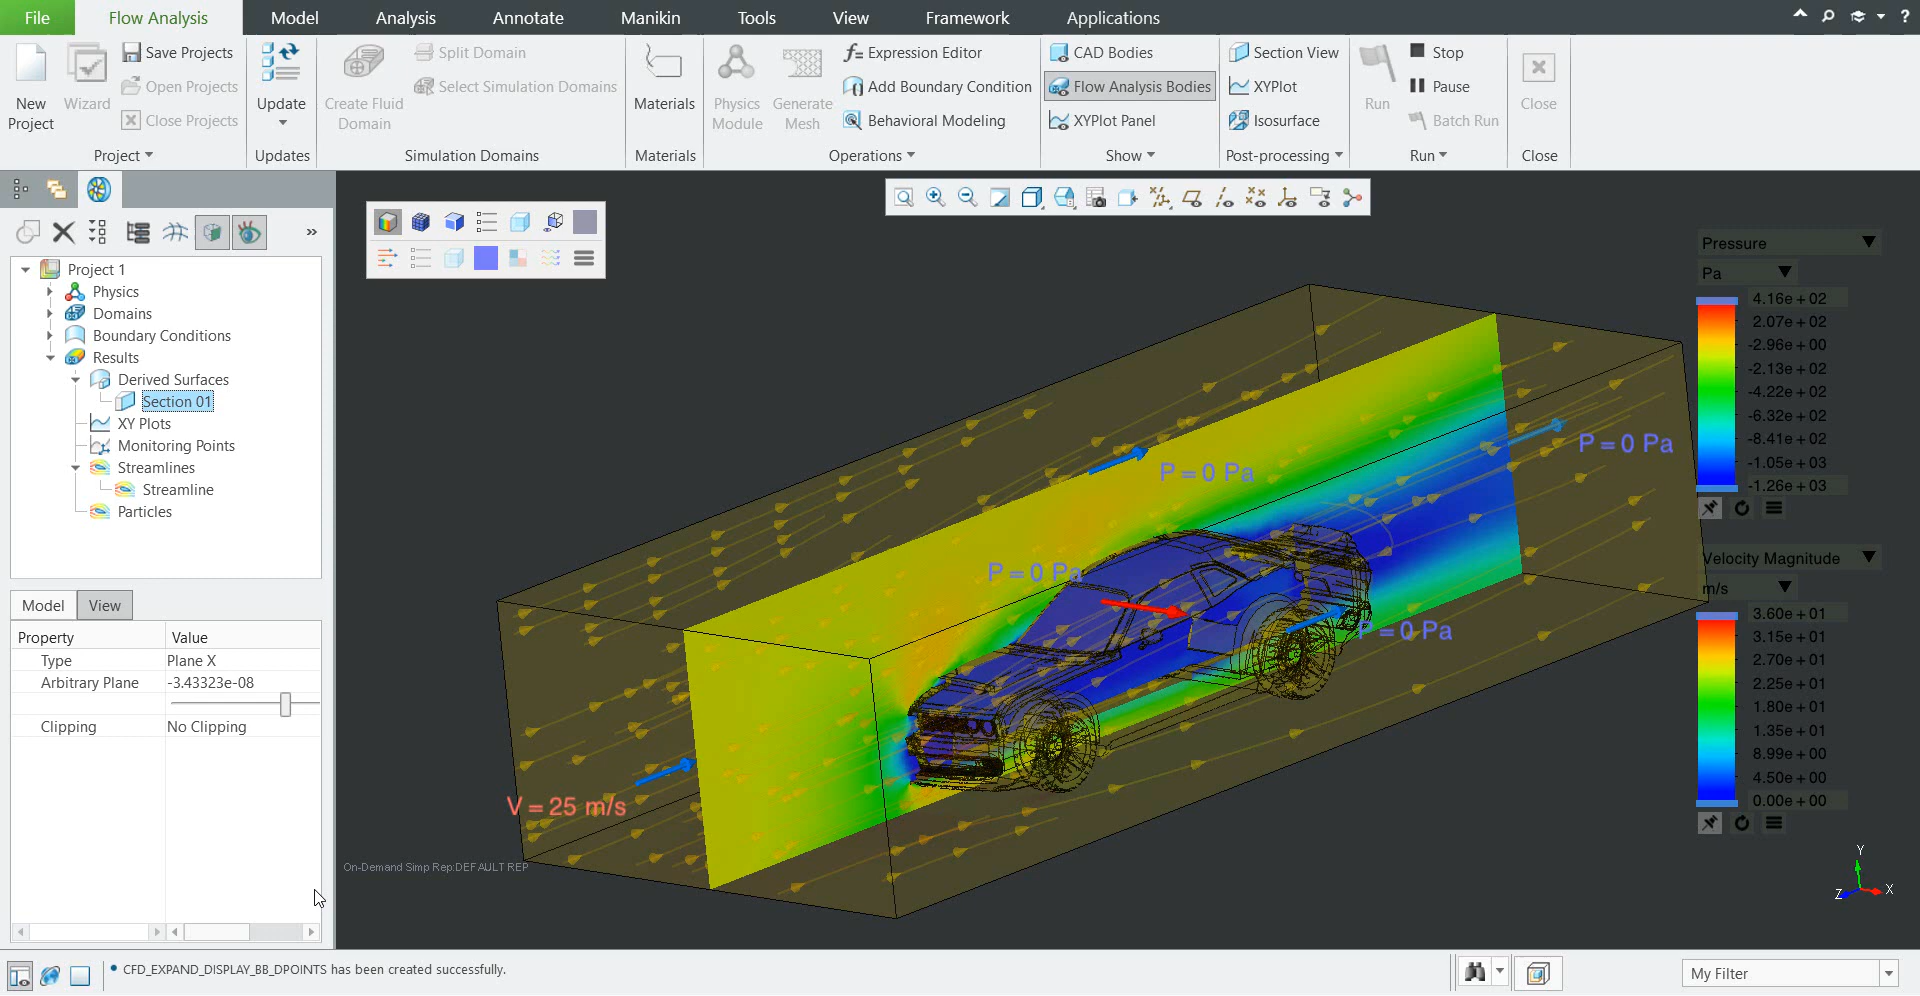 File Flow Analysis Model Analysis Annotate Manikin Tools View Framework Applications
New Project
Wizard
Save Projects
Open Projects
Close Projects
Project
Update
Updates
Create Fluid Domain
Split Domain
Select Simulation Domains
Simulation Domains
Materials
Materials
Physics Module
Generate Mesh
Expression Editor
Add Boundary Condition
Behavioral Modeling
Operations
CAD Bodies
Flow Analysis Bodies
XYPlot Panel
Show
Section View
XYPlot
Isosurface
Post-processing
Run
Stop
Pause
Batch Run
Run
Close
Close
Project 1
Physics
Domains
Boundary Conditions
Results
Derived Surfaces
Section 01
XY Plots
Monitoring Points
Streamlines
Streamline
Particles
Model View
Property Value
Type Plane X
Arbitrary Plane -3.43323e-08
Clipping No Clipping
P = 0 Pa
P = 0 Pa
P = 0 Pa
P = 0 Pa
V = 25 m/s
On-Demand Simp Rep:DEFAULT REP
Pressure
Pa
4.16e + 02
2.07e + 02
-2.96e + 00
-2.13e + 02
-4.22e + 02
-6.32e + 02
-8.41e + 02
-1.05e + 03
-1.26e + 03
Velocity Magnitude
m/s
3.60e + 01
3.15e + 01
2.70e + 01
2.25e + 01
1.80e + 01
1.35e + 01
8.99e + 00
4.50e + 00
0.00e + 00
Y
X
Z
CFD_EXPAND_DISPLAY_BB_DPOINTS has been created successfully.
My Filter